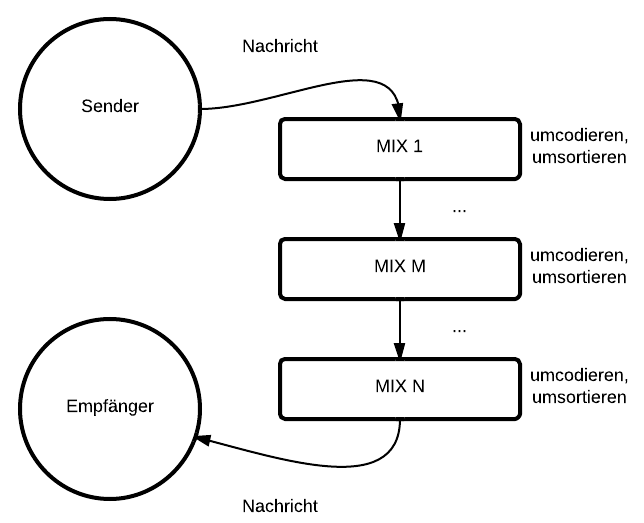 Nachricht
Sender
MIX 1
umcodieren,
umsortieren
...
MIX M
umcodieren,
umsortieren
...
MIX N
umcodieren,
umsortieren
Empfänger
Nachricht